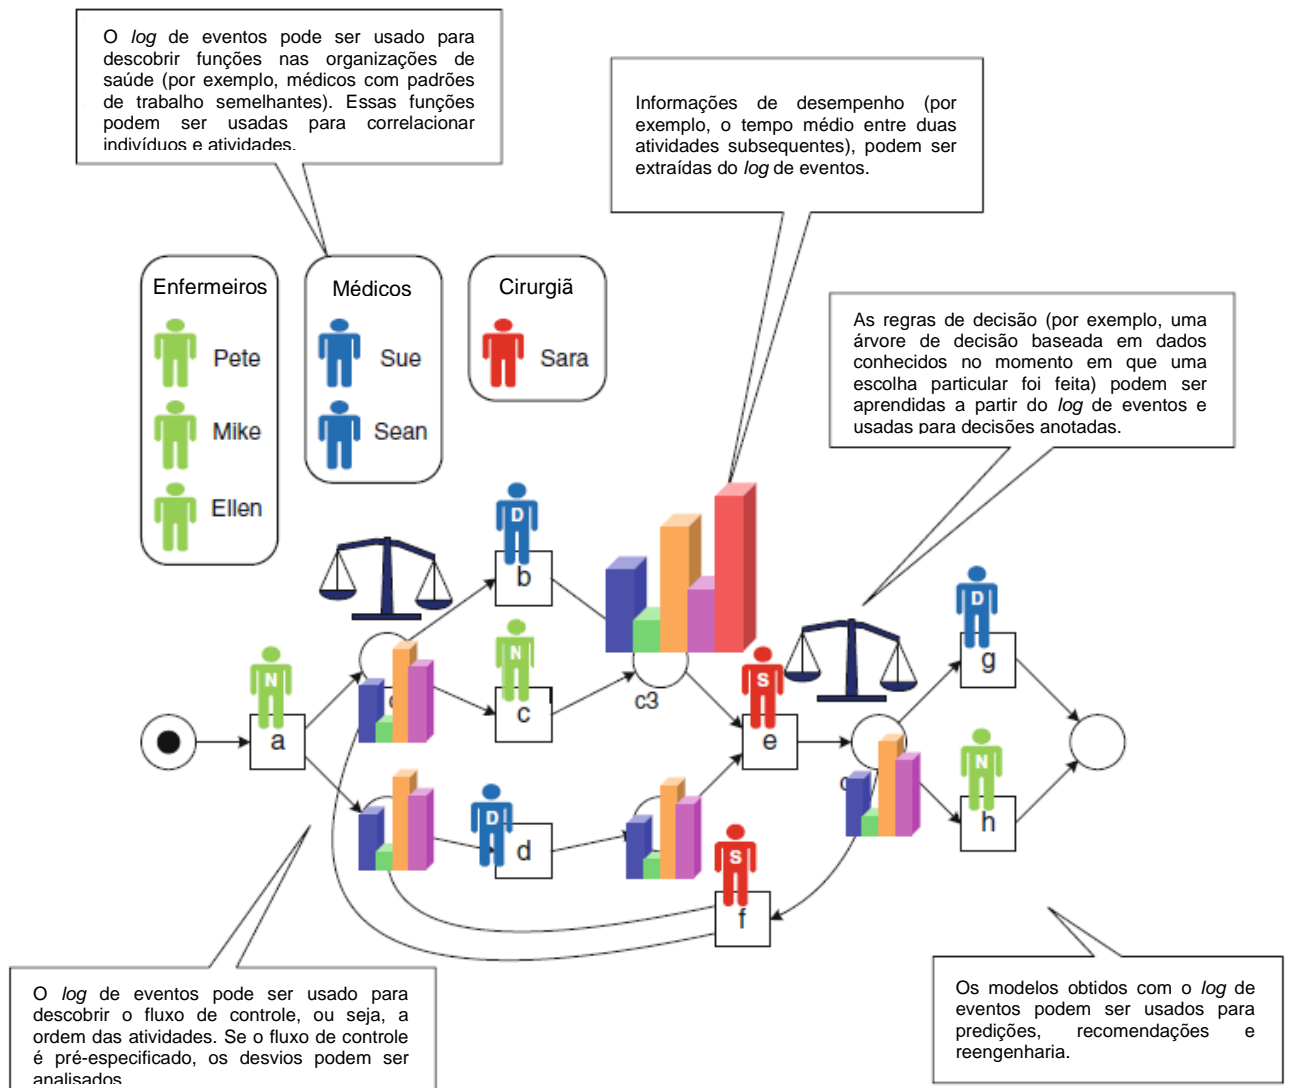 O log de eventos pode ser usado para
descobrir funções nas organizações de
saúde (por exemplo, médicos com padrões
de trabalho semelhantes). Essas funções
podem ser usadas para correlacionar
indivíduos e atividades.
Informações de desempenho (por
exemplo, o tempo médio entre duas
atividades subsequentes), podem ser
extraídas do log de eventos.
Enfermeiros
Pete
Mike
Ellen
Médicos
Sue
Sean
Cirurgiã
Sara
As regras de decisão (por exemplo, uma
árvore de decisão baseada em dados
conhecidos no momento em que uma
escolha particular foi feita) podem ser
aprendidas a partir do log de eventos e
usadas para decisões anotadas.
D
b
D
g
N
a
N
c
c3
S
e
N
h
D
d
S
f
O log de eventos pode ser usado para
descobrir o fluxo de controle, ou seja, a
ordem das atividades. Se o fluxo de controle
é pré-especificado, os desvios podem ser
analisados
Os modelos obtidos com o log de
eventos podem ser usados para
predições, recomendações e
reengenharia.